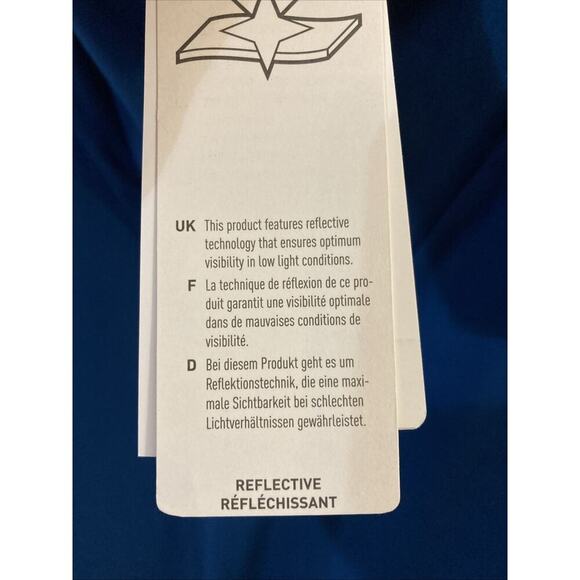 UK This product features reflective
technology that ensures optimum
visibility in low light conditions.
F La technique de réflexion de ce pro-
duit garantit une visibilité optimale
dans de mauvaises conditions de
visibilité.
D Bei diesem Produkt geht es um
Reflektionstechnik, die eine maxi-
male Sichtbarkeit bei schlechten
Lichtverhältnissen gewährleistet.
REFLECTIVE
RÉFLÉCHISSANT